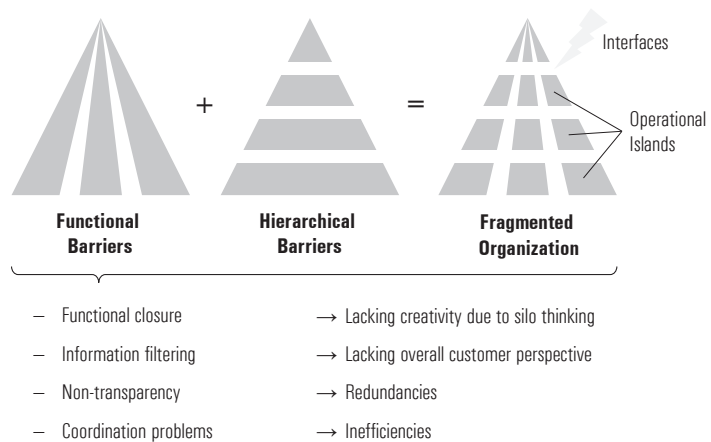 Interfaces
+
=
Operational
Islands
Functional
Barriers
Hierarchical
Barriers
Fragmented
Organization
– Functional closure
→ Lacking creativity due to silo thinking
– Information filtering
→ Lacking overall customer perspective
– Non-transparency
→ Redundancies
– Coordination problems
→ Inefficiencies